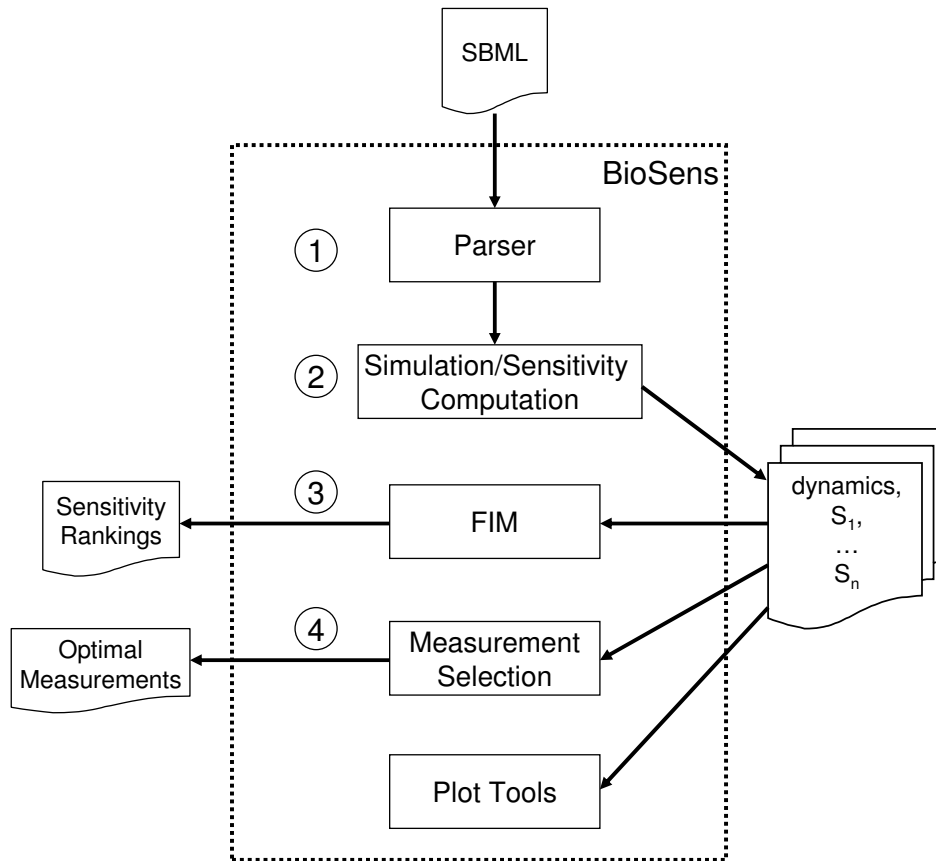 SBML
BioSens
1
Parser
2
Simulation/Sensitivity
Computation
dynamics,
S1,
...
Sn
3
FIM
Sensitivity
Rankings
4
Measurement
Selection
Optimal
Measurements
Plot Tools